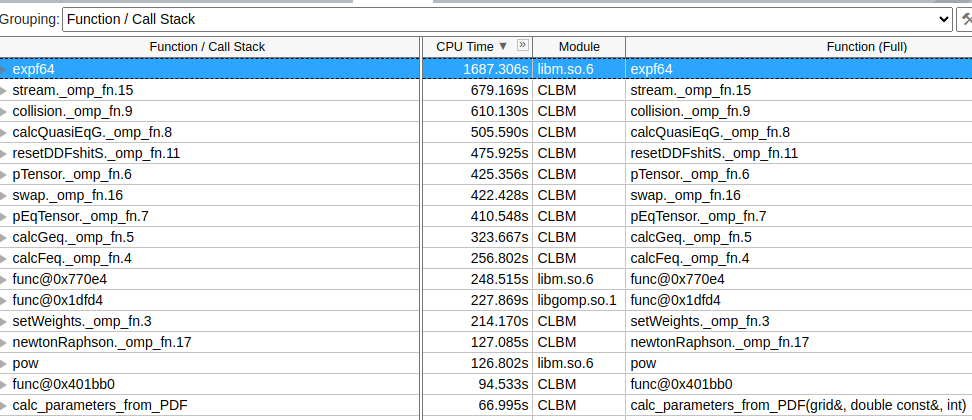 Grouping: Function / Call Stack
Function / Call Stack CPU Time ▼ » Module Function (Full)
expf64 1687.306s libm.so.6 expf64
stream._omp_fn.15 679.169s CLBM stream._omp_fn.15
collision._omp_fn.9 610.130s CLBM collision._omp_fn.9
calcQuasiEqG._omp_fn.8 505.590s CLBM calcQuasiEqG._omp_fn.8
resetDDFshitS._omp_fn.11 475.925s CLBM resetDDFshitS._omp_fn.11
pTensor._omp_fn.6 425.356s CLBM pTensor._omp_fn.6
swap._omp_fn.16 422.428s CLBM swap._omp_fn.16
pEqTensor._omp_fn.7 410.548s CLBM pEqTensor._omp_fn.7
calcGeq._omp_fn.5 323.667s CLBM calcGeq._omp_fn.5
calcFeq._omp_fn.4 256.802s CLBM calcFeq._omp_fn.4
func@0x770e4 248.515s libm.so.6 func@0x770e4
func@0x1dfd4 227.869s libgomp.so.1 func@0x1dfd4
setWeights._omp_fn.3 214.170s CLBM setWeights._omp_fn.3
newtonRaphson._omp_fn.17 127.085s CLBM newtonRaphson._omp_fn.17
pow 126.802s libm.so.6 pow
func@0x401bb0 94.533s CLBM func@0x401bb0
calc_parameters_from_PDF 66.995s CLBM calc_parameters_from_PDF(grid&, double const&, int)